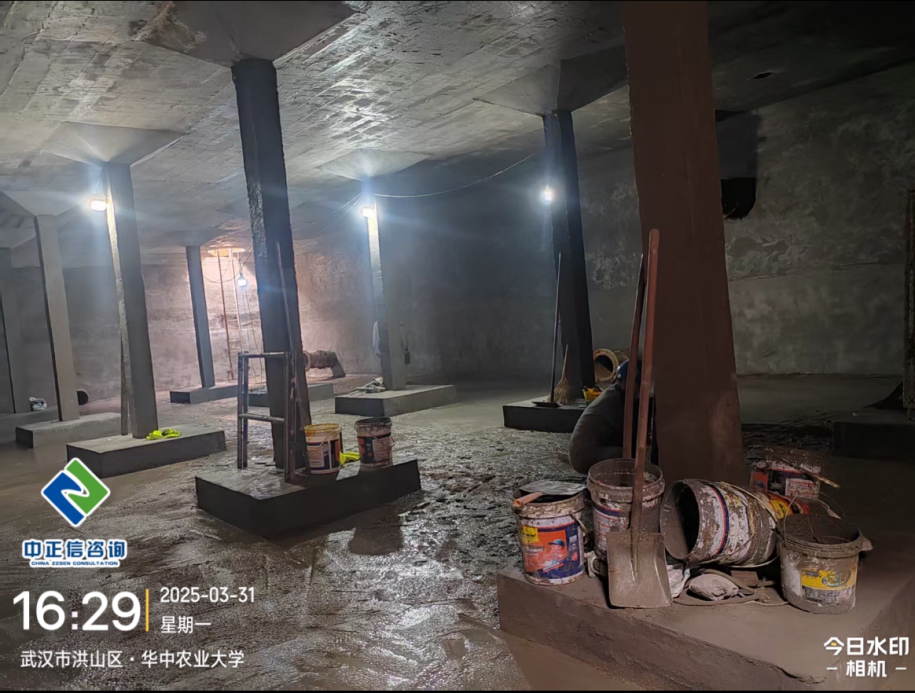 中正信咨询
CHINA ZZSEN CONSULTATION
16:29
2025-03-31
星期一
武汉市洪山区·华中农业大学
今日水印
-相机-